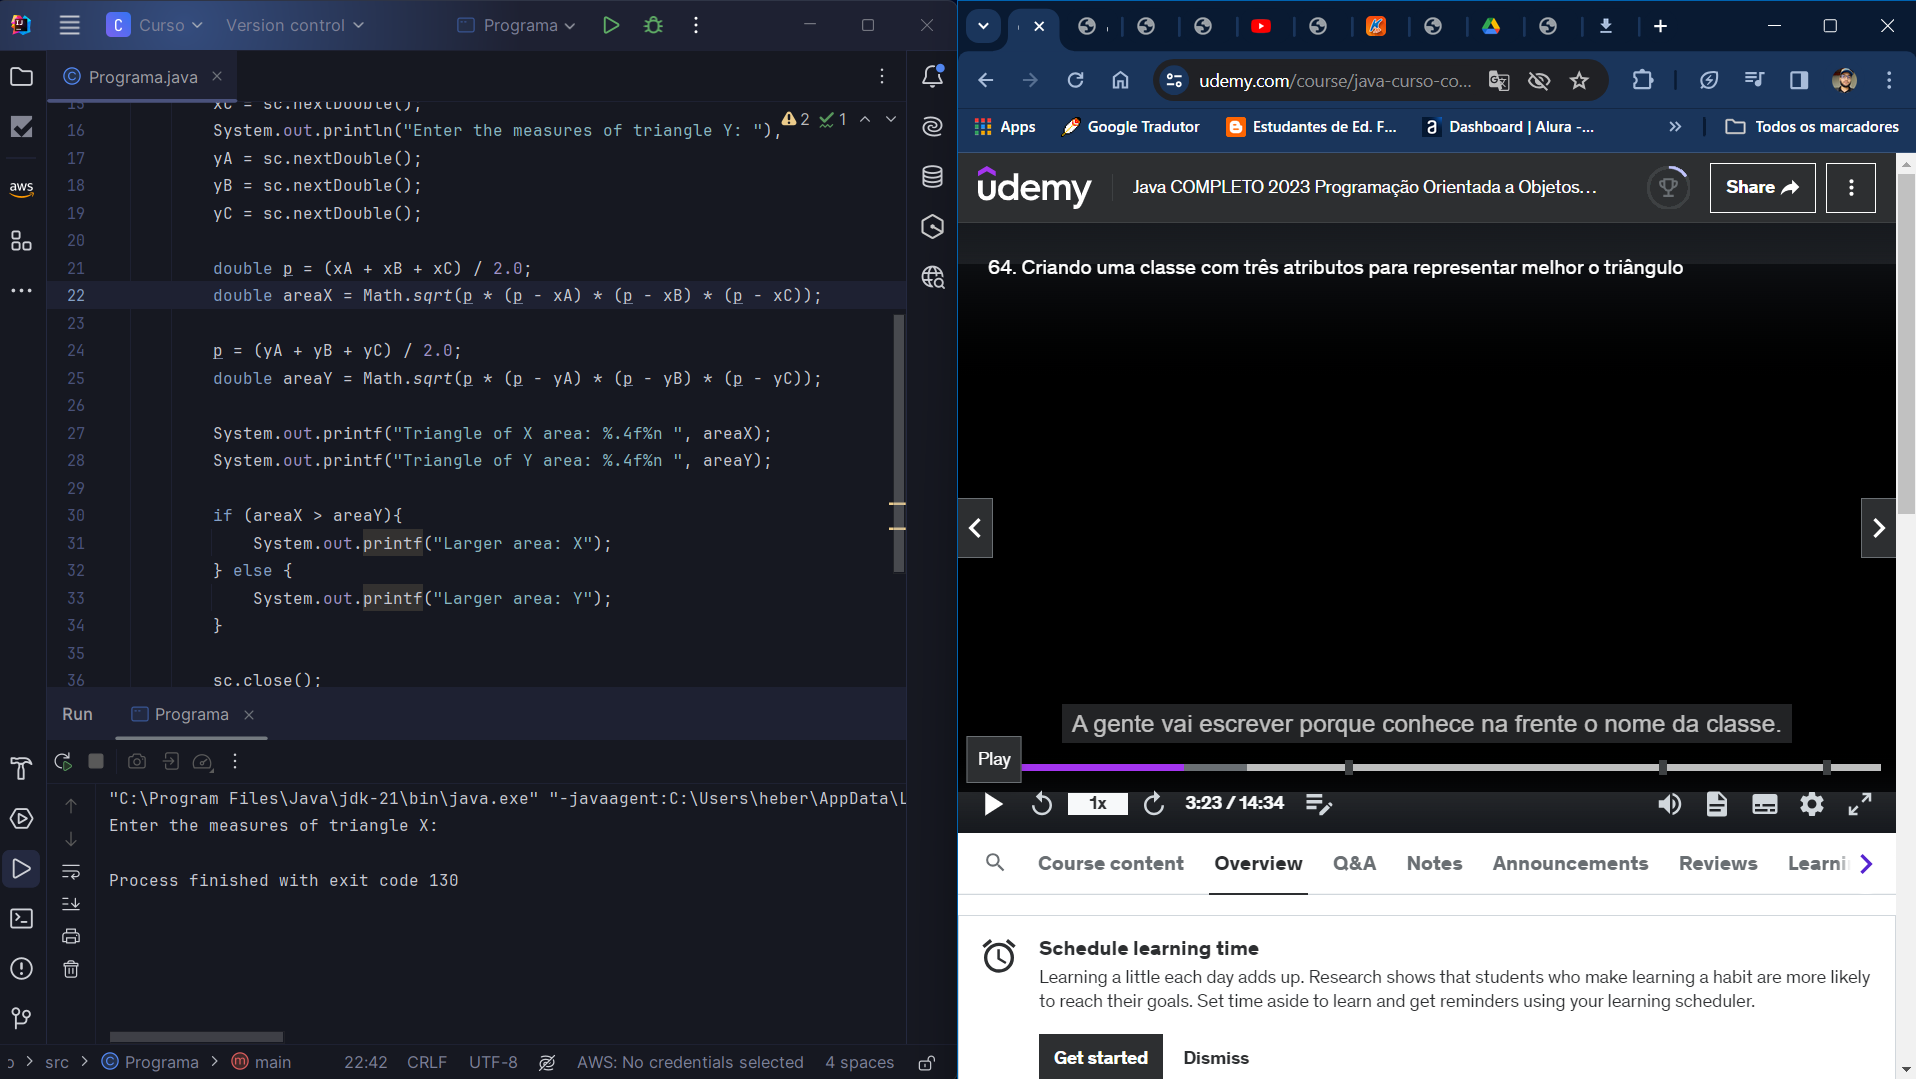 C Curso
Version control
Programa
Programa.java
15 xC = sc.nextDouble();
16 System.out.println("Enter the measures of triangle Y: ");
2
1
17 yA = sc.nextDouble();
18 yB = sc.nextDouble();
19 yC = sc.nextDouble();
20
21 double p = (xA + xB + xC) / 2.0;
22 double areaX = Math.sqrt(p * (p - xA) * (p - xB) * (p - xC));
23
24 p = (yA + yB + yC) / 2.0;
25 double areaY = Math.sqrt(p * (p - yA) * (p - yB) * (p - yC));
26
27 System.out.printf("Triangle of X area: %.4f%n ", areaX);
28 System.out.printf("Triangle of Y area: %.4f%n ", areaY);
29
30 if (areaX > areaY){
31 System.out.printf("Larger area: X");
32 } else {
33 System.out.printf("Larger area: Y");
34 }
35
36 sc.close();
aws
Run
Programa
"C:\Program Files\Java\jdk-21\bin\java.exe" "-javaagent:C:\Users\heber\AppData\L
Enter the measures of triangle X:
Process finished with exit code 130
o > src > Programa > main
22:42 CRLF UTF-8 AWS: No credentials selected 4 spaces
udemy.com/course/java-curso-co...
Apps
Google Tradutor
Estudantes de Ed. F...
Dashboard | Alura -...
»
Todos os marcadores
udemy
Java COMPLETO 2023 Programação Orientada a Objetos...
Share
64. Criando uma classe com três atributos para representar melhor o triângulo
A gente vai escrever porque conhece na frente o nome da classe.
Play
1x
3:23 / 14:34
Course content
Overview
Q&A
Notes
Announcements
Reviews
Learni
Schedule learning time
Learning a little each day adds up. Research shows that students who make learning a habit are more likely
to reach their goals. Set time aside to learn and get reminders using your learning scheduler.
Get started
Dismiss